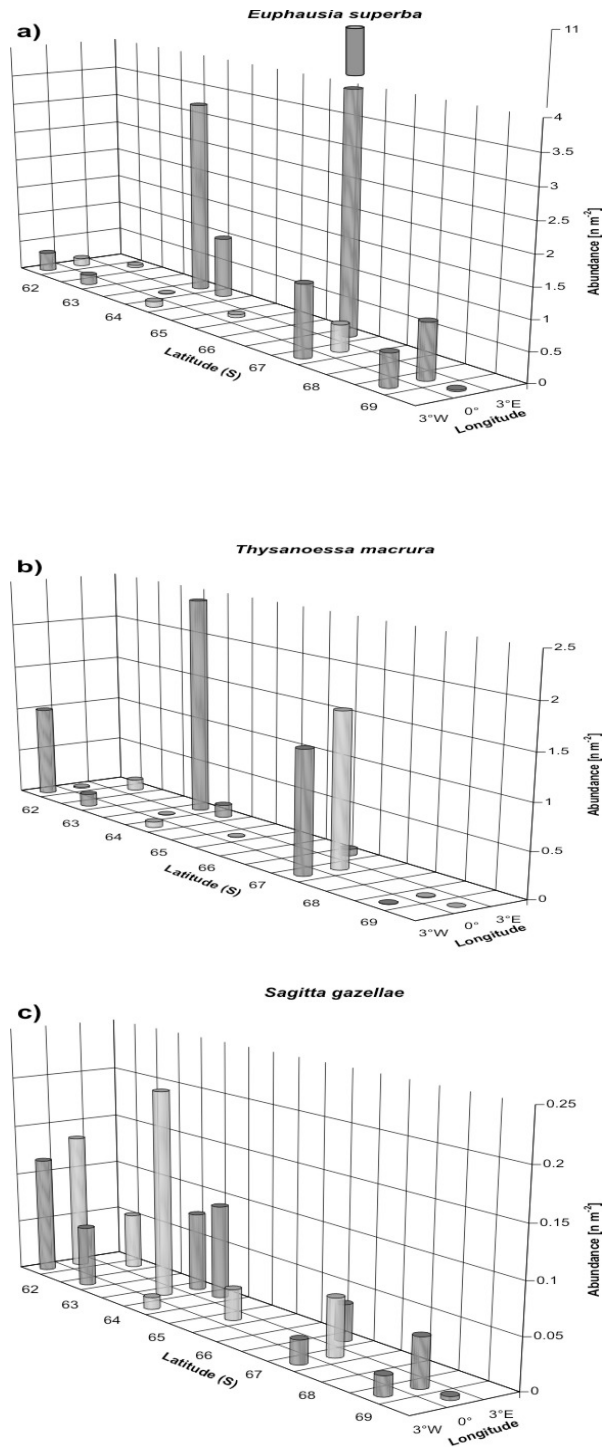 Euphausia superba
a)
11
4
3.5
3
2.5
2
1.5
1
0.5
0
Abundance [n m-2]
62
63
64
65
66
67
68
69
Latitude (S)
3°W
0°
3°E
Longitude
Thysanoessa macrura
b)
2.5
2
1.5
1
0.5
0
Abundance [n m-2]
62
63
64
65
66
67
68
69
Latitude (S)
3°W
0°
3°E
Longitude
Sagitta gazellae
c)
0.25
0.2
0.15
0.1
0.05
0
Abundance [n m-2]
62
63
64
65
66
67
68
69
Latitude (S)
3°W
0°
3°E
Longitude